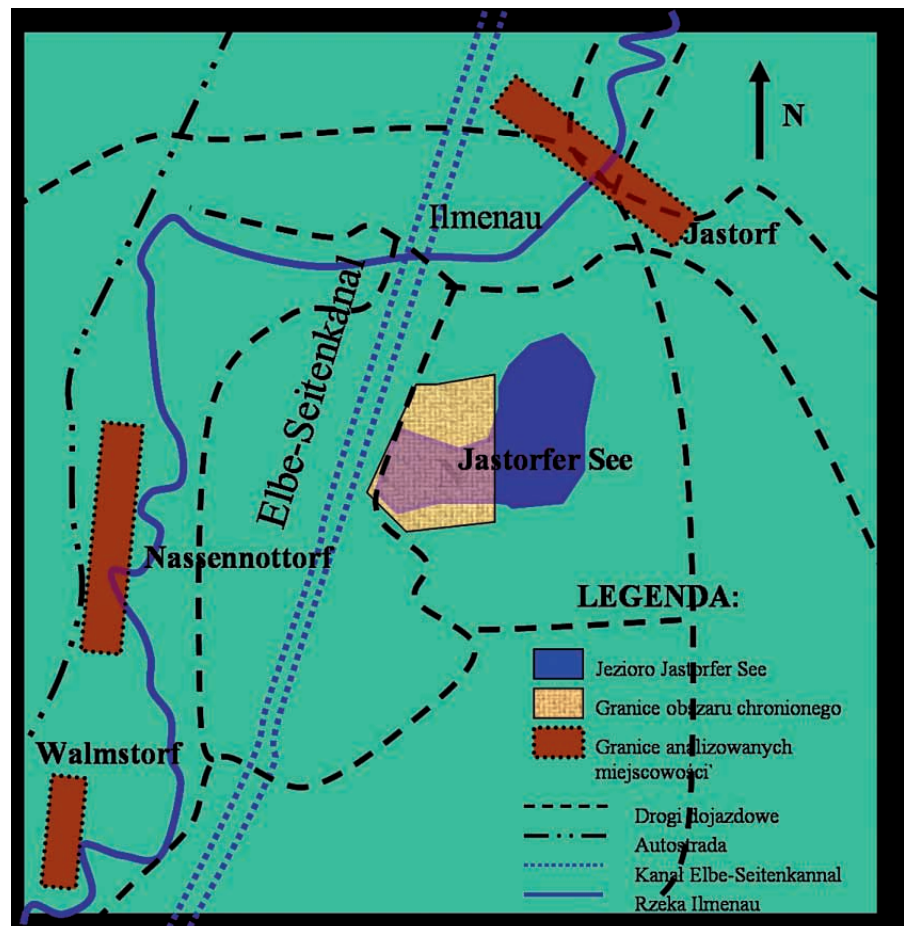 N
Ilmenau
Jastorf
Elbe-Seitenkanal
Jastorfer See
Nassennottorf
LEGENDA:
Jezioro Jastorfer See
Granice obszaru chronionego
Walmstorf
Granice analizowanych
miejscowości`
Drogi dojazdowe
Autostrada
Kanał Elbe-Seitenkannal
Rzeka Ilmenau